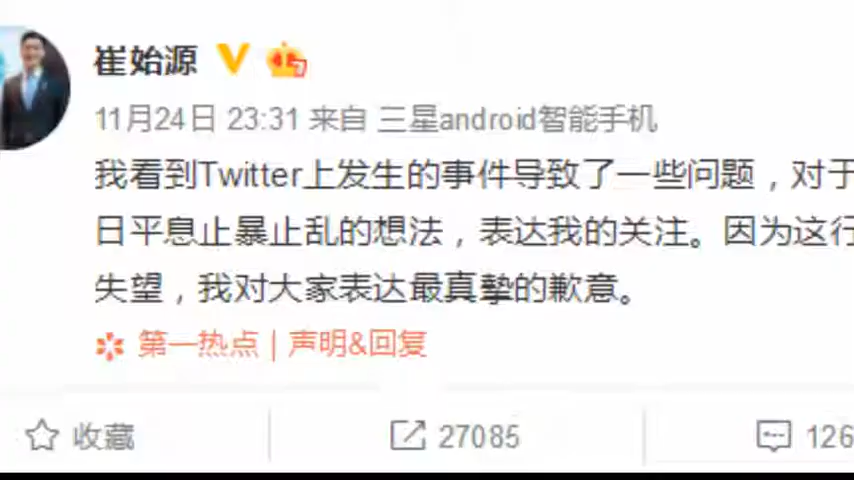 崔始源
11月24日 23:31 来自 三星android智能手机
我看到Twitter上发生的事件导致了一些问题，对于
日平息止暴止乱的想法，表达我的关注。因为这行
失望，我对大家表达最真挚的歉意。
第一热点 | 声明&回复
收藏 27085 126